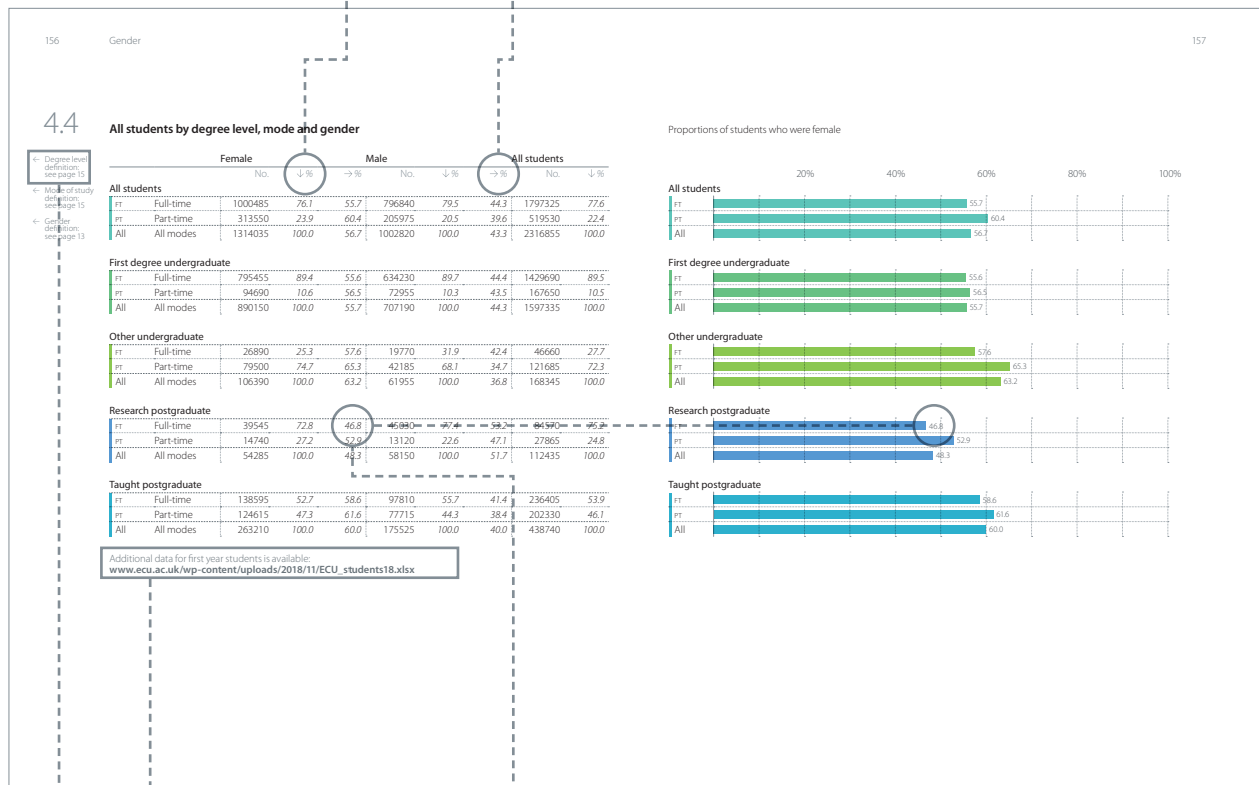 156 Gender 157
4.4 All students by degree level, mode and gender
Proportions of students who were female
← Degree level
definition:
see page 15
← Mode of study
definition:
see page 15
← Gender
definition:
see page 13
Female Male All students
No. ↓% →% No. ↓% →% No. ↓%
All students
FT Full-time 1000485 76.1 55.7 796840 79.5 44.3 1797325 77.6
PT Part-time 313550 23.9 60.4 205975 20.5 39.6 519530 22.4
All All modes 1314035 100.0 56.7 1002820 100.0 43.3 2316855 100.0
First degree undergraduate
FT Full-time 795455 89.4 55.6 634230 89.7 44.4 1429690 89.5
PT Part-time 94690 10.6 56.5 72955 10.3 43.5 167650 10.5
All All modes 890150 100.0 55.7 707190 100.0 44.3 1597335 100.0
Other undergraduate
FT Full-time 26890 25.3 57.6 19770 31.9 42.4 46660 27.7
PT Part-time 79500 74.7 65.3 42185 68.1 34.7 121685 72.3
All All modes 106390 100.0 63.2 61955 100.0 36.8 168345 100.0
Research postgraduate
FT Full-time 39545 72.8 46.8 45030 77.4 53.2 84570 75.2
PT Part-time 14740 27.2 52.9 13120 22.6 47.1 27865 24.8
All All modes 54285 100.0 48.3 58150 100.0 51.7 112435 100.0
Taught postgraduate
FT Full-time 138595 52.7 58.6 97810 55.7 41.4 236405 53.9
PT Part-time 124615 47.3 61.6 77715 44.3 38.4 202330 46.1
All All modes 263210 100.0 60.0 175525 100.0 40.0 438740 100.0
Additional data for first year students is available:
www.ecu.ac.uk/wp-content/uploads/2018/11/ECU_students18.xlsx
20% 40% 60% 80% 100%
All students
FT 55.7
PT 60.4
All 56.7
First degree undergraduate
FT 55.6
PT 56.5
All 55.7
Other undergraduate
FT 57.6
PT 65.3
All 63.2
Research postgraduate
FT 46.8
PT 52.9
All 48.3
Taught postgraduate
FT 58.6
PT 61.6
All 60.0